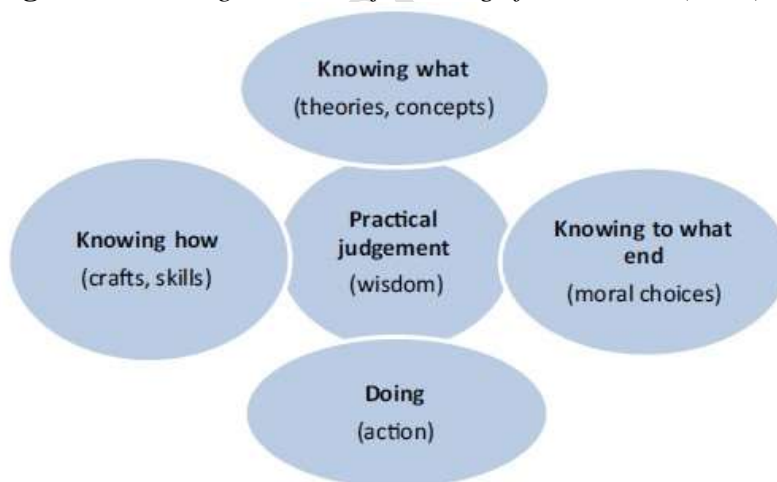 Knowing what
(theories, concepts)
Knowing how
(crafts, skills)
Practical
judgement
(wisdom)
Knowing to what
end
(moral choices)
Doing
(action)